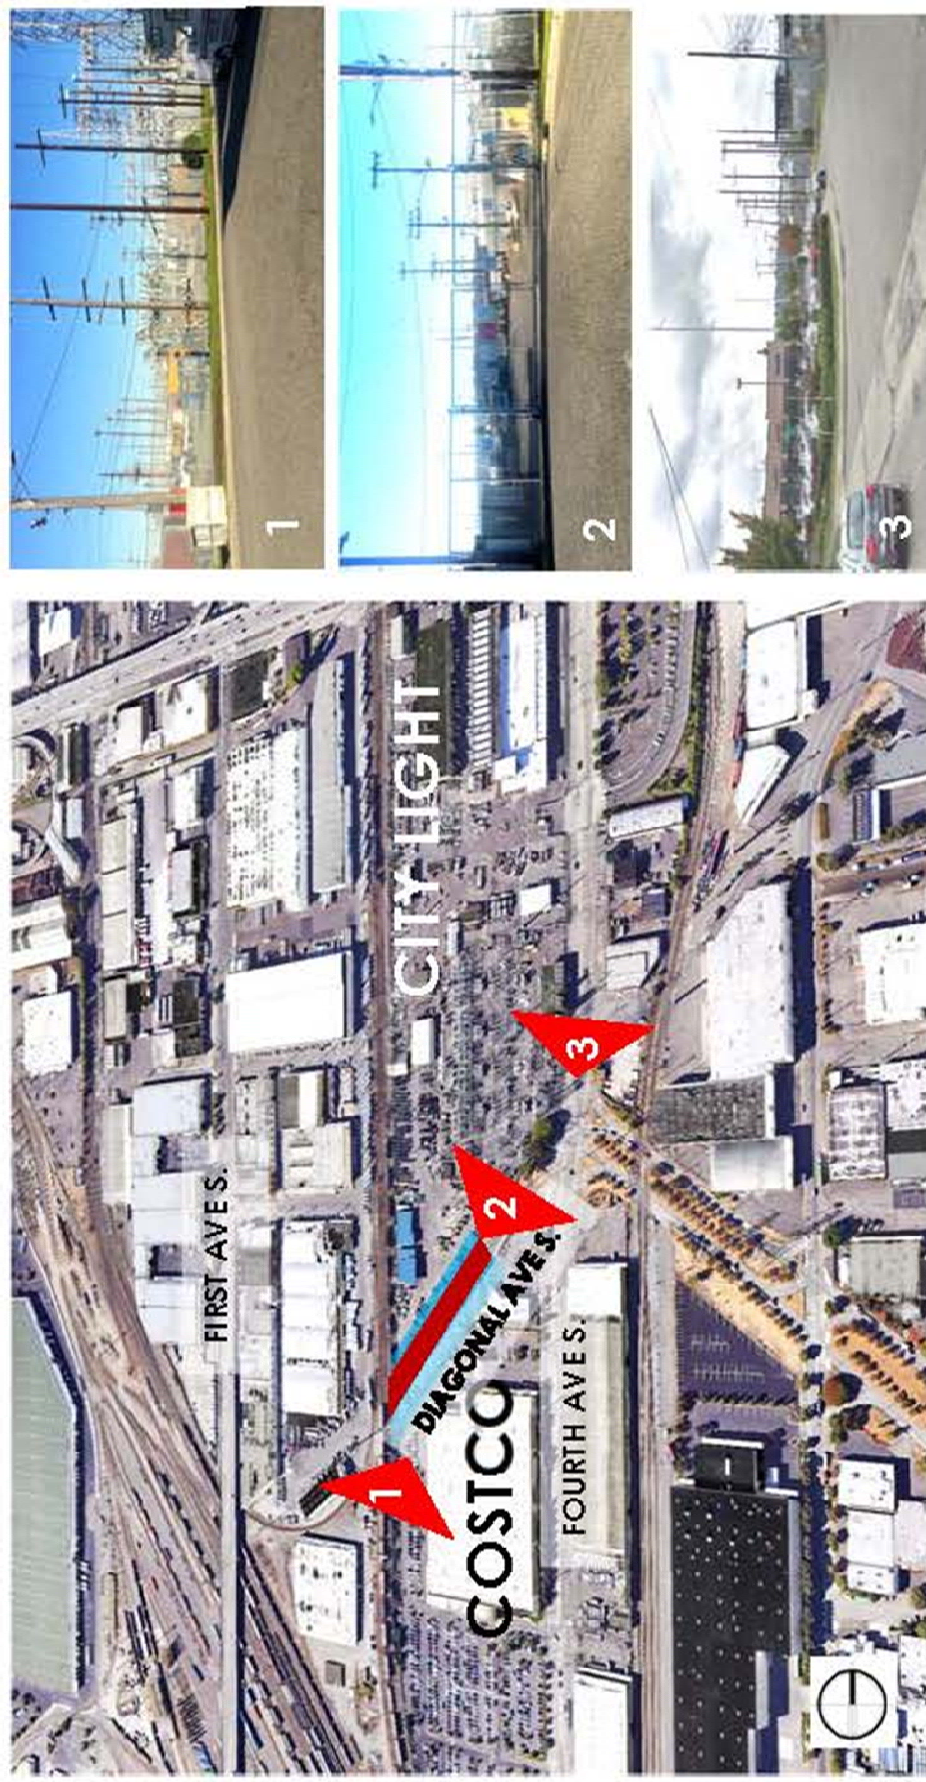 1
2
3
FIRST AVE S.
CITY LIGHT
1
2
3
DIAGONAL AVE S.
COSTCO
FOURTH AVE S.